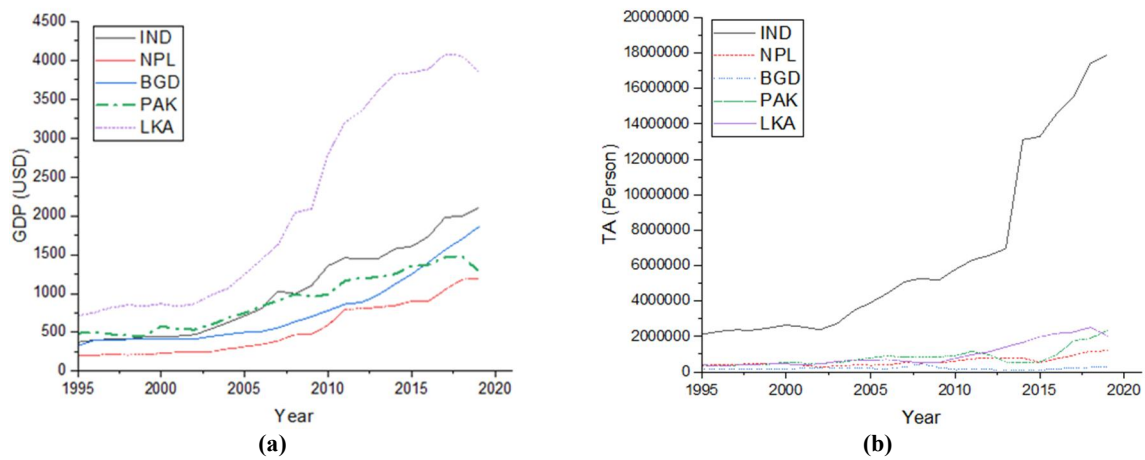 4500
4000
3500
3000
2500
2000
1500
1000
500
0
GDP (USD)
IND
NPL
BGD
PAK
LKA
1995 2000 2005 2010 2015 2020
Year
(a)
20000000
18000000
16000000
14000000
12000000
10000000
8000000
6000000
4000000
2000000
0
TA (Person)
IND
NPL
BGD
PAK
LKA
1995 2000 2005 2010 2015 2020
Year
(b)